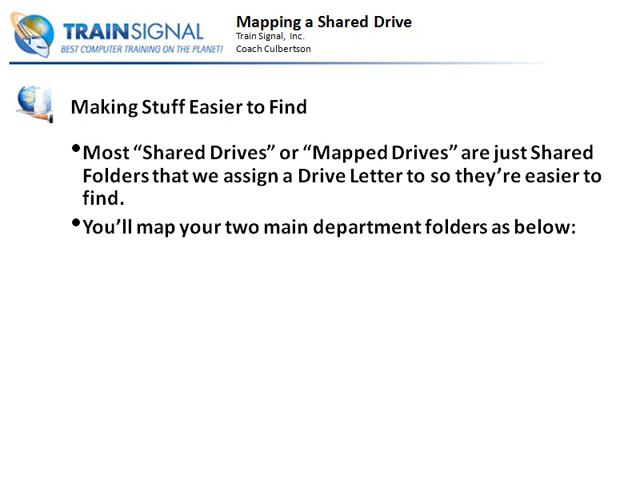 TRAINSIGNAL
BEST COMPUTER TRAINING ON THE PLANET!
Mapping a Shared Drive
Train Signal, Inc.
Coach Culbertson
Making Stuff Easier to Find
•Most “Shared Drives” or “Mapped Drives” are just Shared
Folders that we assign a Drive Letter to so they’re easier to
find.
•You’ll map your two main department folders as below: